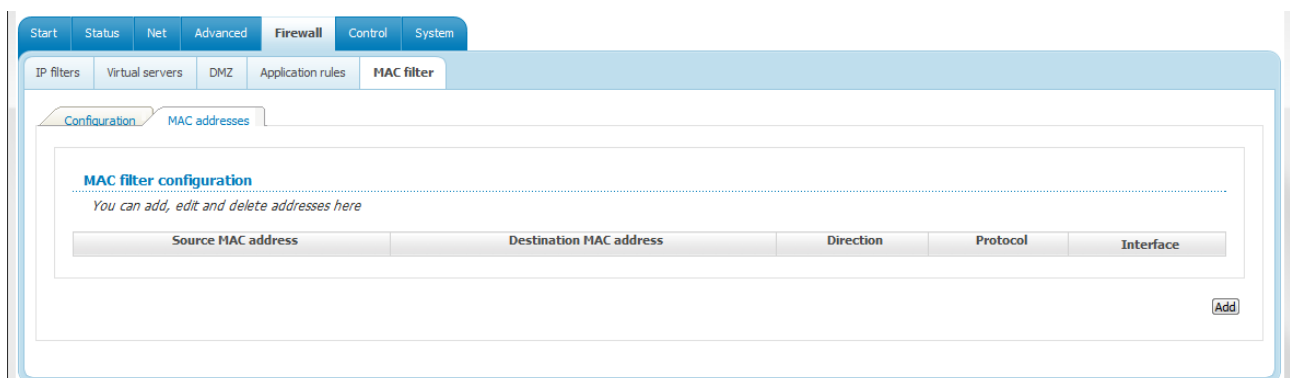 Start Status Net Advanced Firewall Control System
IP filters Virtual servers DMZ Application rules MAC filter
Configuration MAC addresses
MAC filter configuration
You can add, edit and delete addresses here
Source MAC address Destination MAC address Direction Protocol Interface
Add